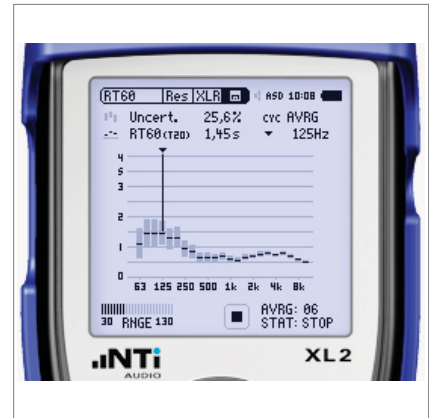 RT60 Res XLR ASD 10:08
Uncert. 25,6% cyc AVRG
RT60(T20) 1,45s 125Hz
4
s
3
2
1
0
63 125 250 500 1k 2k 4k 8k
30 RNGE 130
AVRG: 06
STAT: STOP
NTi
AUDIO
XL2